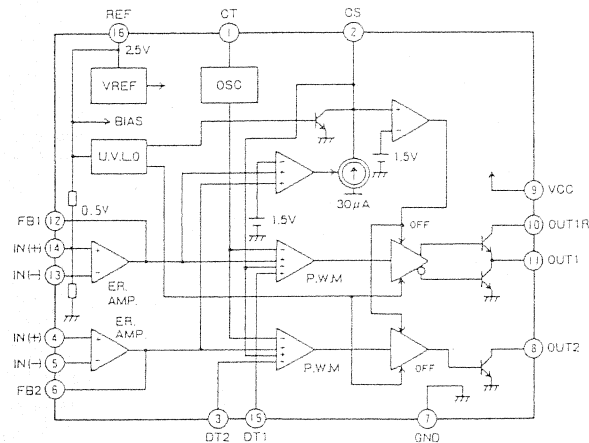 REF
16
CT
1
CS
2
2.5V
VREF
OSC
BIAS
U.V.L.O
1.5V
30μA
0.5V
1.5V
VCC
9
FB1
12
OFF
10
OUT1R
IN(+)
14
11
OUT1
IN(−)
13
P.W.M
ER.
AMP.
ER.
AMP.
IN(+)
4
IN(−)
5
P.W.M
OFF
8
OUT2
FB2
6
3
15
7
DT2
DT1
GND